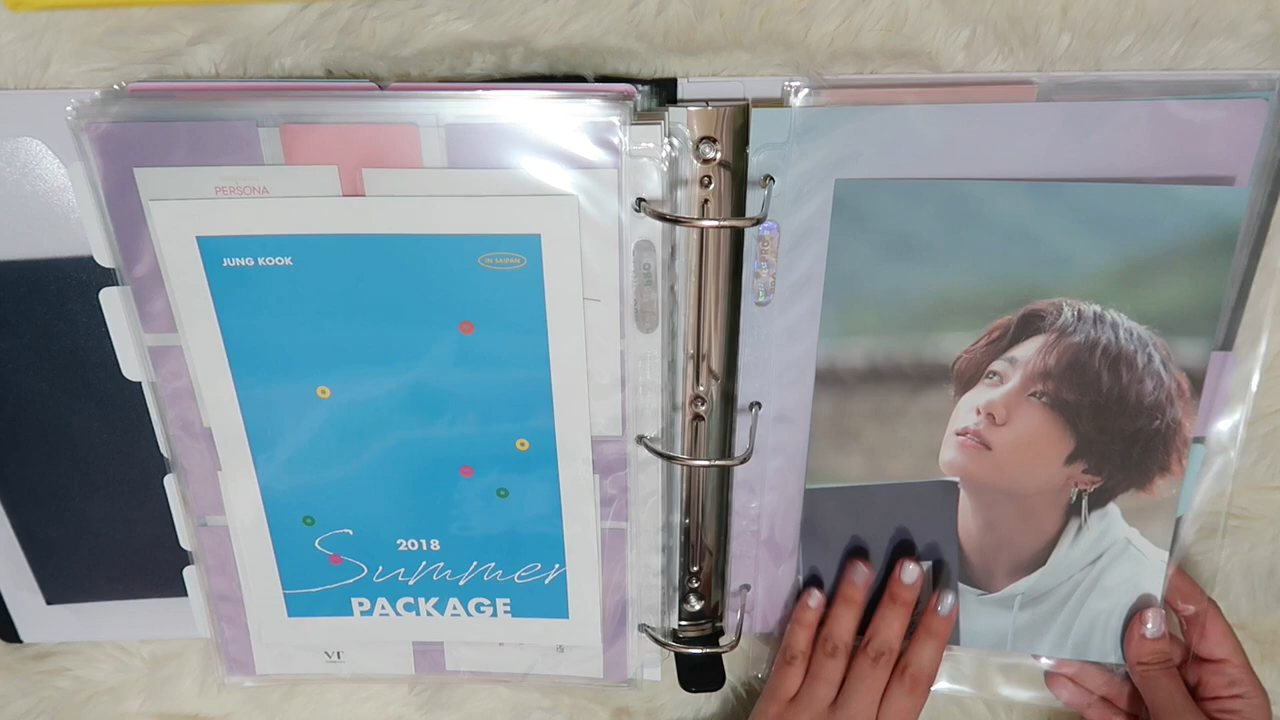 PERSONA
JUNG KOOK
IN SAIPAN
2018
Summer
PACKAGE
VT